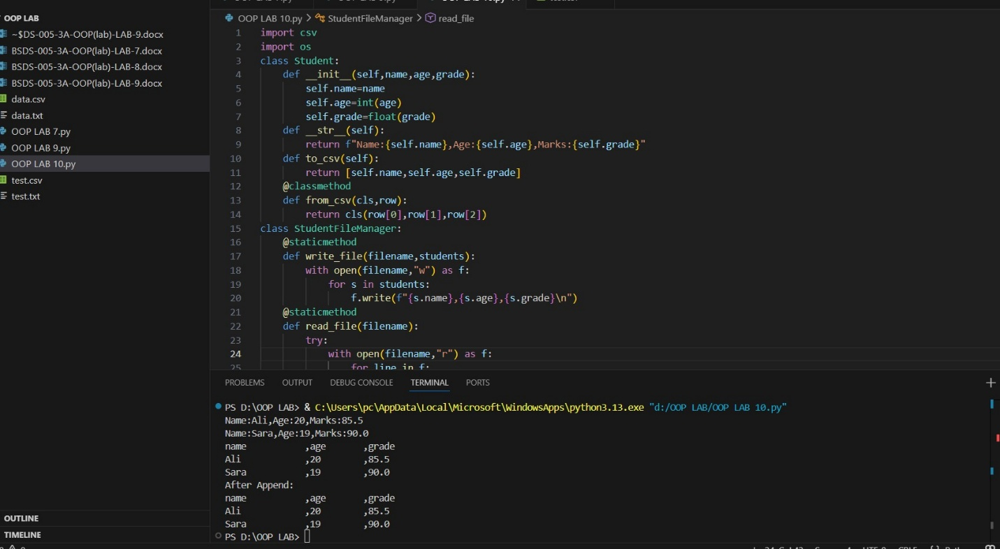 OOP LAB
~$DS-005-3A-OOP(lab)-LAB-9.docx
BSDS-005-3A-OOP(lab)-LAB-7.docx
BSDS-005-3A-OOP(lab)-LAB-8.docx
BSDS-005-3A-OOP(lab)-LAB-9.docx
data.csv
data.txt
OOP LAB 7.py
OOP LAB 9.py
OOP LAB 10.py
test.csv
test.txt
OUTLINE
TIMELINE
OOP LAB 10.py > StudentFileManager > read_file
1 import csv
2 import os
3 class Student:
4     def __init__(self,name,age,grade):
5         self.name=name
6         self.age=int(age)
7         self.grade=float(grade)
8     def __str__(self):
9         return f"Name:{self.name},Age:{self.age},Marks:{self.grade}"
10     def to_csv(self):
11         return [self.name,self.age,self.grade]
12     @classmethod
13     def from_csv(cls,row):
14         return cls(row[0],row[1],row[2])
15 class StudentFileManager:
16     @staticmethod
17     def write_file(filename,students):
18         with open(filename,"w") as f:
19             for s in students:
20                 f.write(f"{s.name},{s.age},{s.grade}\n")
21     @staticmethod
22     def read_file(filename):
23         try:
24             with open(filename,"r") as f:
25                 for line in f:
PROBLEMS OUTPUT DEBUG CONSOLE TERMINAL PORTS
PS D:\OOP LAB> & C:\Users\pc\AppData\Local\Microsoft\WindowsApps\python3.13.exe "d:/OOP LAB/OOP LAB 10.py"
Name:Ali,Age:20,Marks:85.5
Name:Sara,Age:19,Marks:90.0
name ,age ,grade
Ali ,20 ,85.5
Sara ,19 ,90.0
After Append:
name ,age ,grade
Ali ,20 ,85.5
Sara ,19 ,90.0
PS D:\OOP LAB>